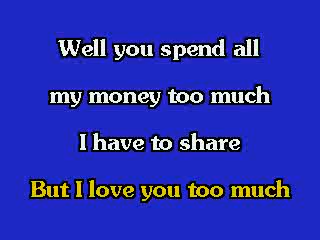 Well you spend all
my money too much
I have to share
But I love you too much